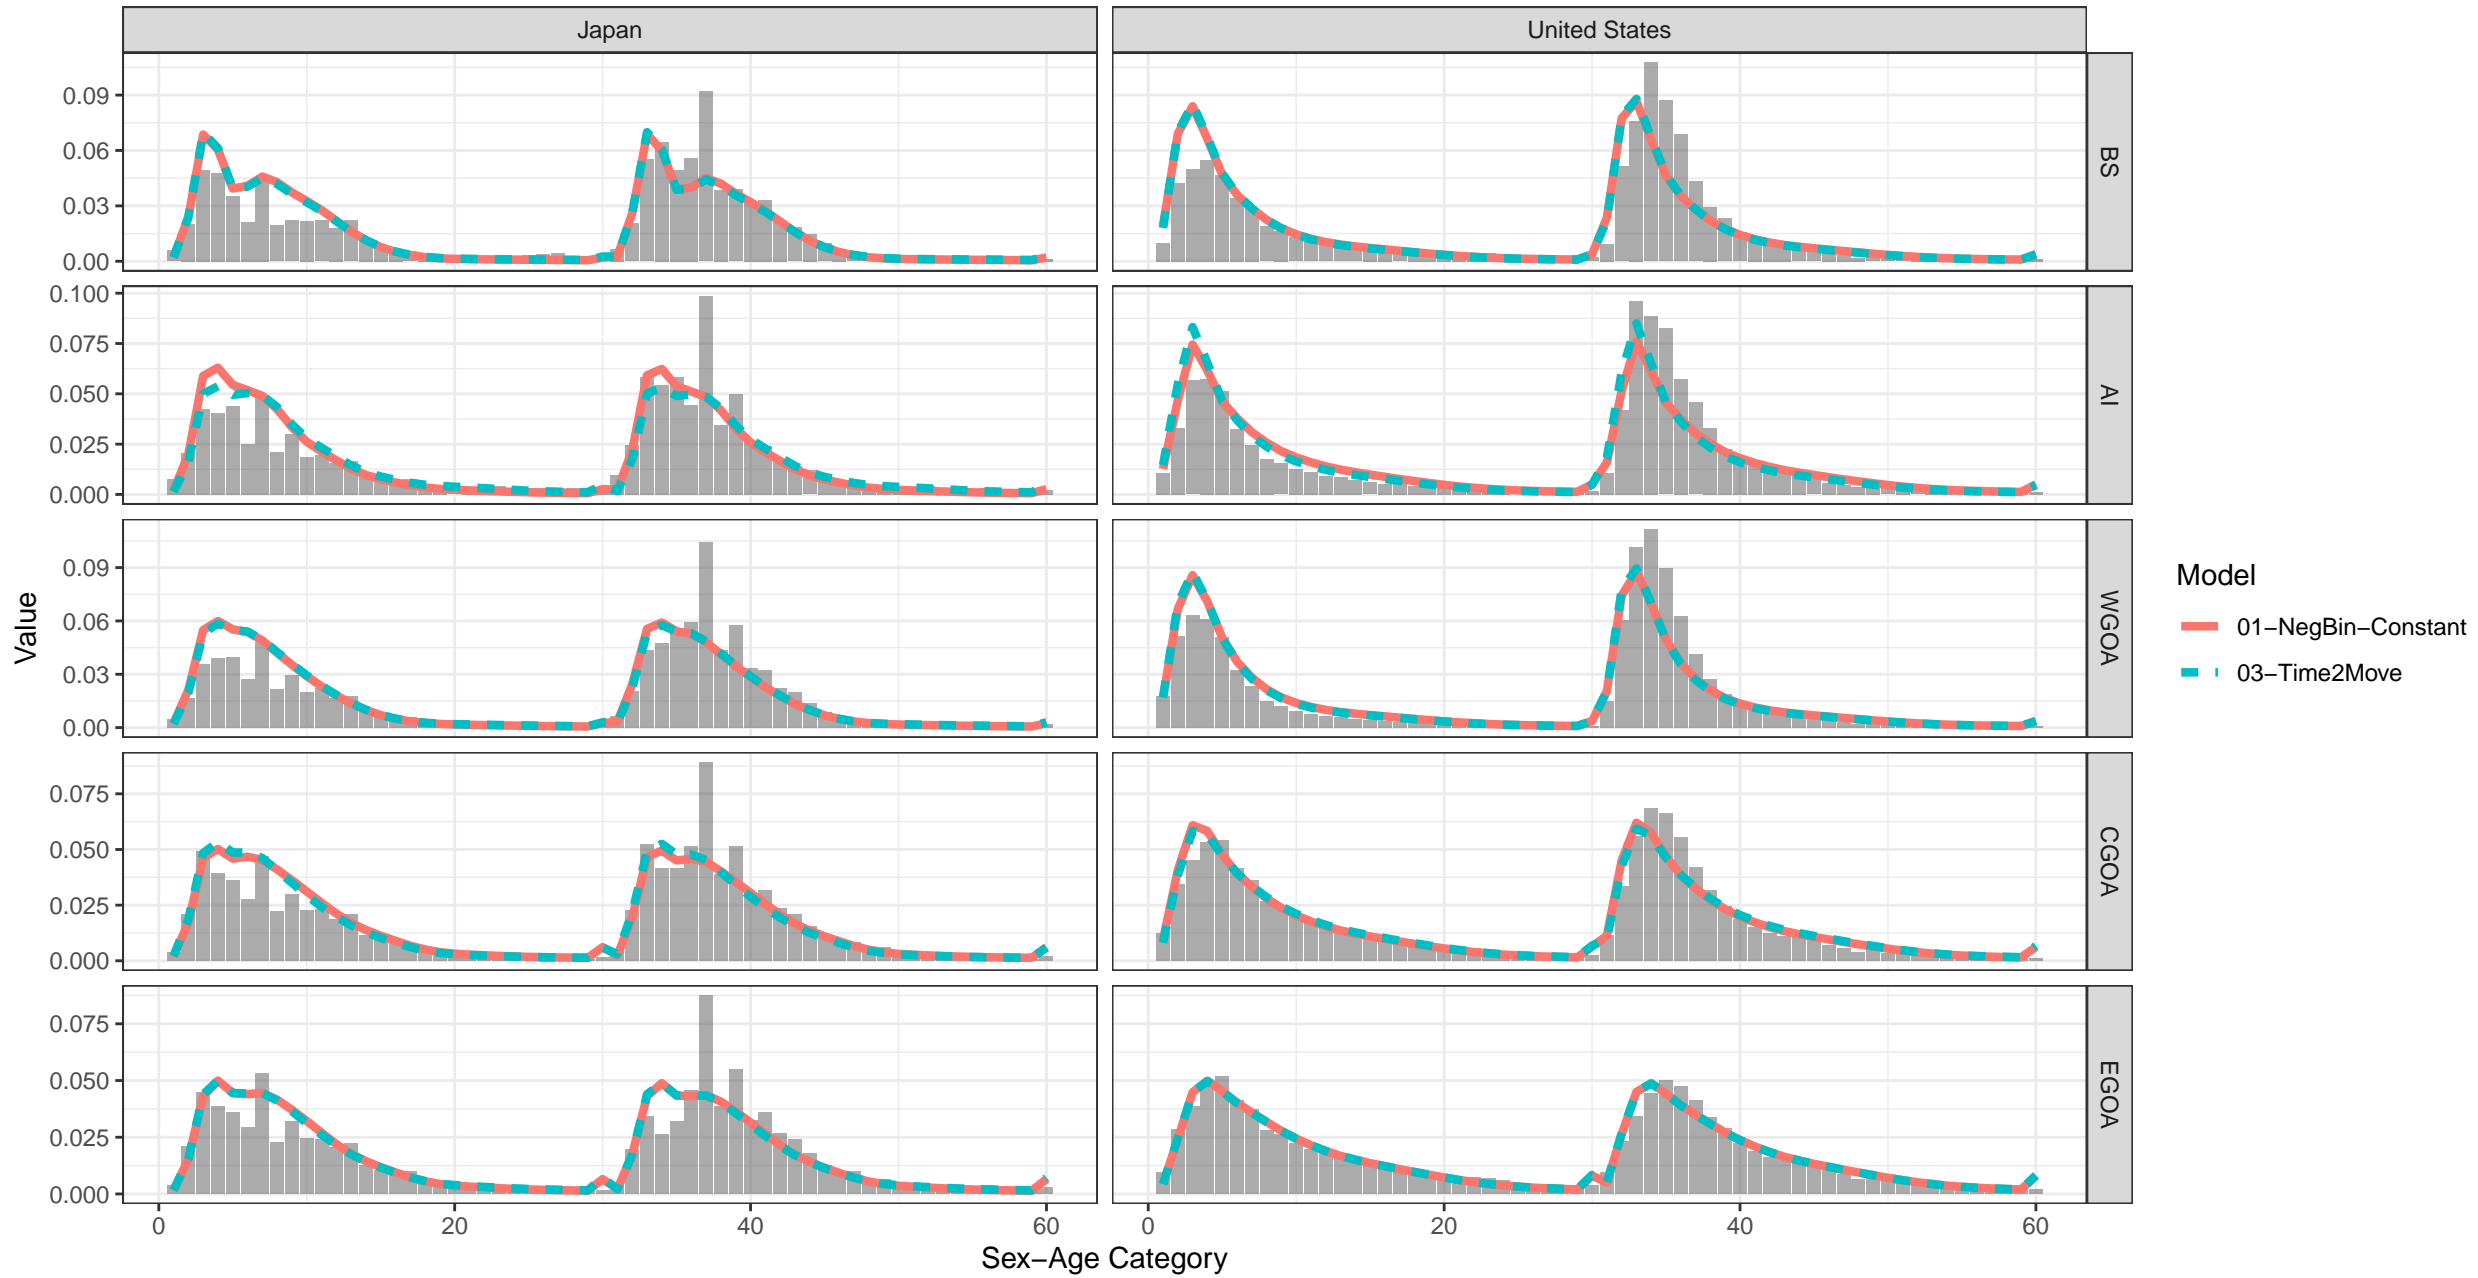 Japan
United States
0.09
0.06
0.03
0.00
BS
0.100
0.075
0.050
0.025
0.000
AI
0.09
0.06
0.03
0.00
WGOA
0.075
0.050
0.025
0.000
CGOA
0.075
0.050
0.025
0.000
EGOA
0 20 40 60
0 20 40 60
Sex−Age Category
Value
Model
01−NegBin−Constant
03−Time2Move